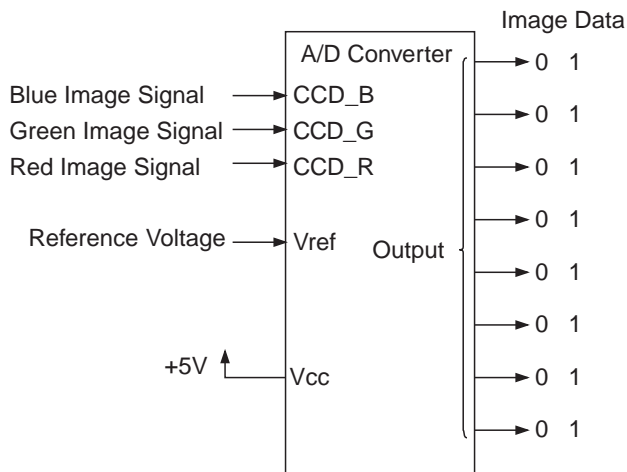 Image Data
A/D Converter
0 1
Blue Image Signal CCD_B
0 1
Green Image Signal CCD_G
Red Image Signal CCD_R
0 1
0 1
Reference Voltage Vref
Output
0 1
0 1
+5V Vcc
0 1
0 1